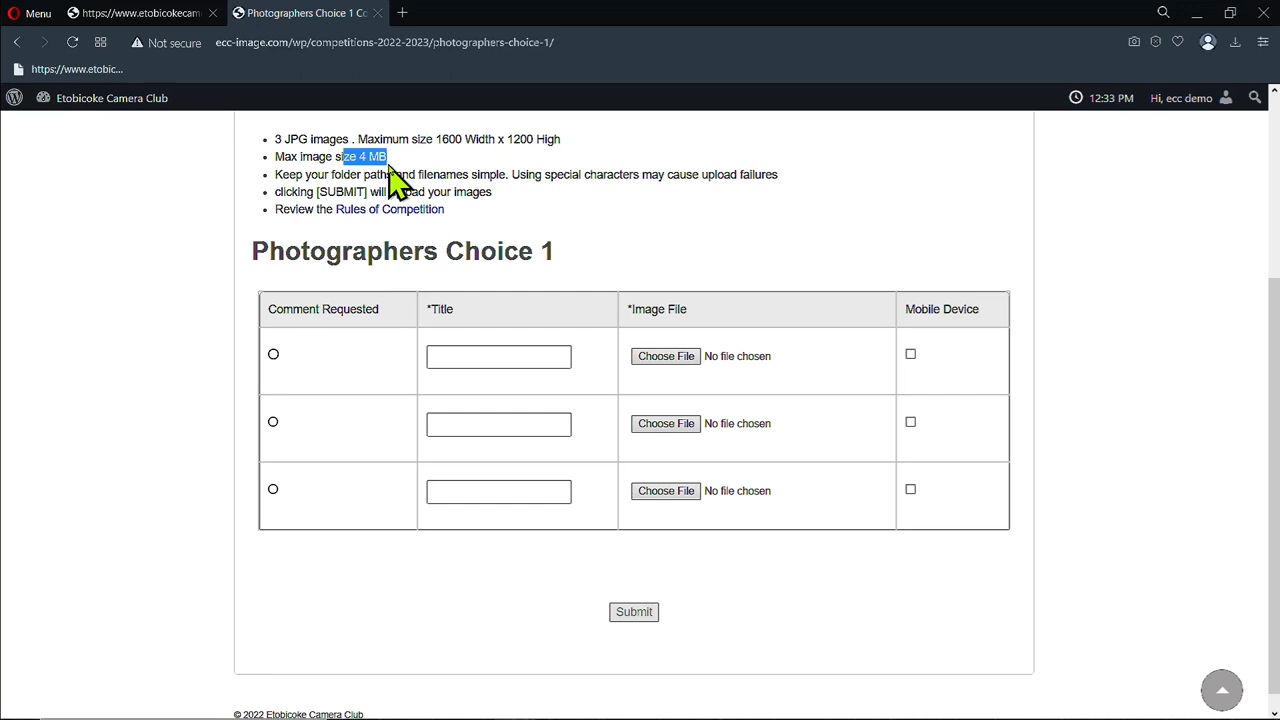 Menu
https://www.etobicokecam
Photographers Choice 1 Cc
Not secure
ecc-image.com/wp/competitions-2022-2023/photographers-choice-1/
https://www.etobic...
Etobicoke Camera Club
12:33 PM
Hi, ecc demo
3 JPG images . Maximum size 1600 Width x 1200 High
Max image size 4 MB
Keep your folder path and filenames simple. Using special characters may cause upload failures
clicking [SUBMIT] will load your images
Review the Rules of Competition
Photographers Choice 1
Comment Requested *Title *Image File Mobile Device
Choose File No file chosen
Choose File No file chosen
Choose File No file chosen
Submit
© 2022 Etobicoke Camera Club